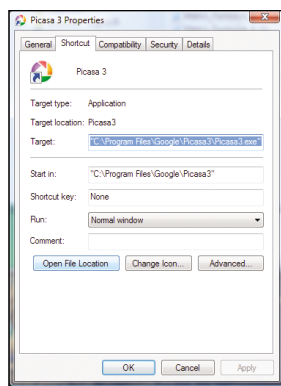 Picasa 3 Properties
General Shortcut Compatibility Security Details
Picasa 3
Target type: Application
Target location: Picasa3
Target: "C:\Program Files\Google\Picasa3\Picasa3.exe"
Start in: "C:\Program Files\Google\Picasa3"
Shortcut key: None
Run: Normal window
Comment:
Open File Location Change Icon... Advanced...
OK Cancel Apply